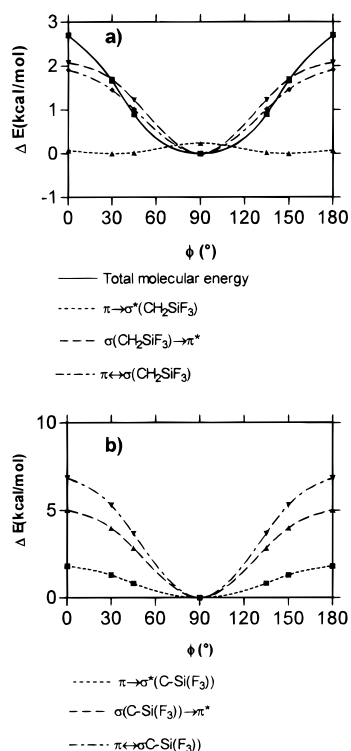 a)
3
2
1
0
-1
Δ E(kcal/mol)
0 30 60 90 120 150 180
ϕ (°)
Total molecular energy
π→σ*(CH₂SiF₃)
σ(CH₂SiF₃)→π*
π↔σ(CH₂SiF₃)
b)
10
5
0
Δ E(kcal/mol)
0 30 60 90 120 150 180
ϕ (°)
π→σ*(C-Si(F₃))
σ(C-Si(F₃))→π*
π↔σC-Si(F₃))